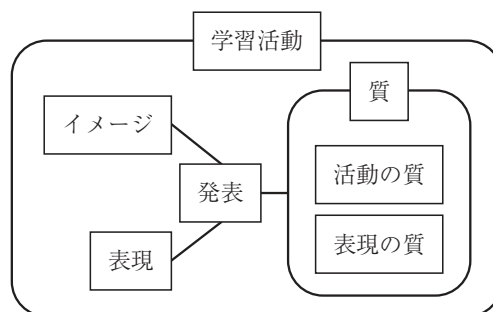 学習活動
質
イメージ
活動の質
発表
表現の質
表現